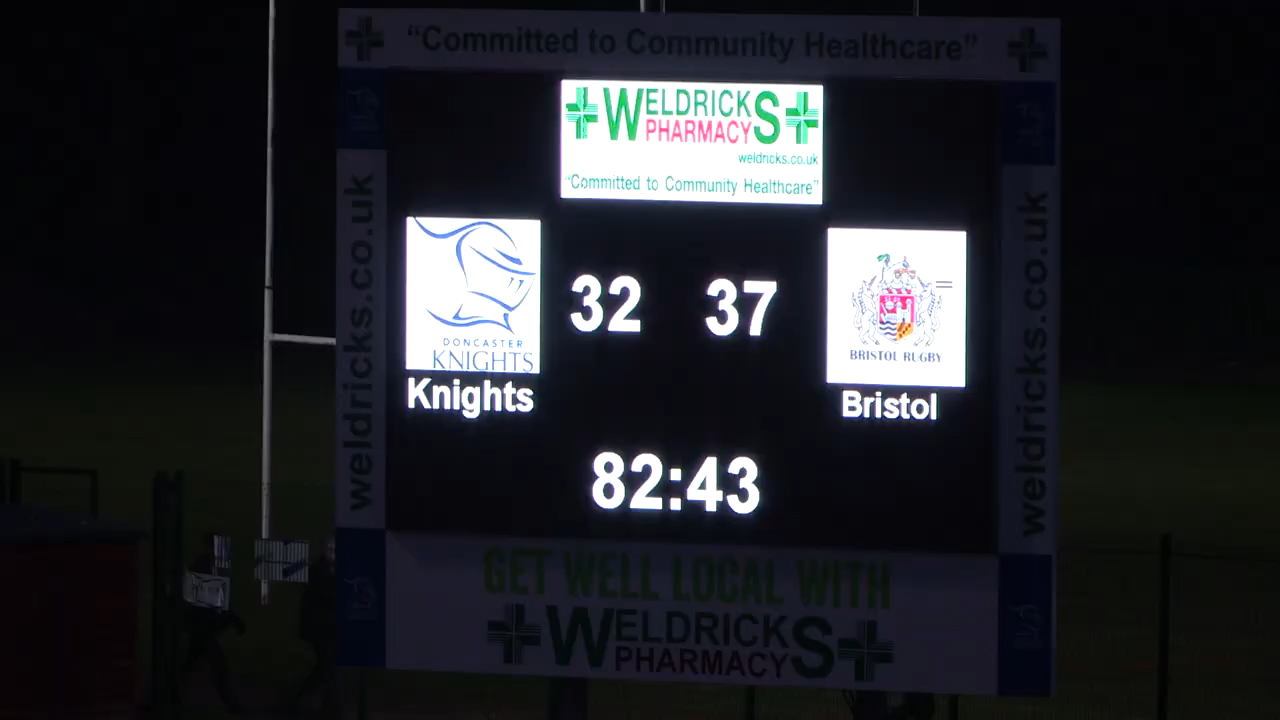 “Committed to Community Healthcare”
WELDRICKS
PHARMACY
weldricks.co.uk
“Committed to Community Healthcare”
weldricks.co.uk
weldricks.co.uk
DONCASTER
KNIGHTS
Knights
32
37
BRISTOL RUGBY
Bristol
82:43
GET WELL LOCAL WITH
WELDRICKS
PHARMACY